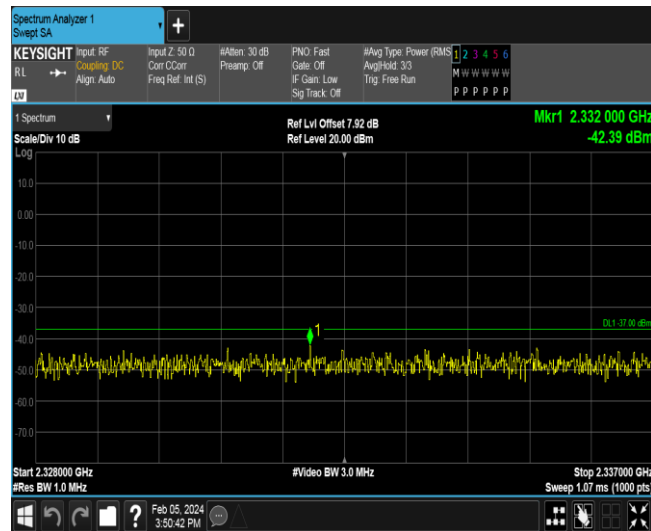 Spectrum Analyzer 1
Swept SA
+
KEYSIGHT
RL
LXI
Input: RF
Coupling: DC
Align: Auto
Input Z: 50 Ω
Corr CCorr
Freq Ref: Int (S)
#Atten: 30 dB
Preamp: Off
PNO: Fast
Gate: Off
IF Gain: Low
Sig Track: Off
#Avg Type: Power (RMS
Avg|Hold: 3/3
Trig: Free Run
1 2 3 4 5 6
M W W W W W
P P P P P P
1 Spectrum
Scale/Div 10 dB
Log
Ref Lvl Offset 7.92 dB
Ref Level 20.00 dBm
Mkr1 2.332 000 GHz
-42.39 dBm
10.0
0.00
-10.0
-20.0
-30.0
DL1 -37.00 dBm
1
-40.0
-50.0
-60.0
-70.0
Start 2.328000 GHz
#Res BW 1.0 MHz
#Video BW 3.0 MHz
Stop 2.337000 GHz
Sweep 1.07 ms (1000 pts)
?
Feb 05, 2024
3:50:42 PM